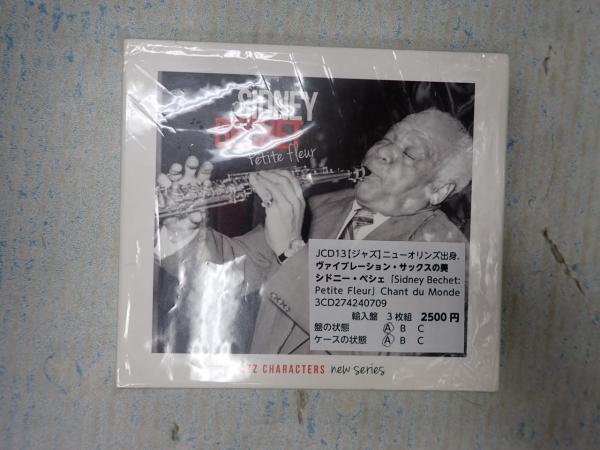 SIDNEY
BECHET
Petite fleur
JCD13【ジャズ】ニューオリンズ出身。
ヴァイブレーション・サックスの美
シドニー・ベシェ「Sidney Bechet:
Petite Fleur」Chant du Monde
3CD274240709
輸入盤 3枚組 2500円
盤の状態 A B C
ケースの状態 A B C
JAZZ CHARACTERS new series